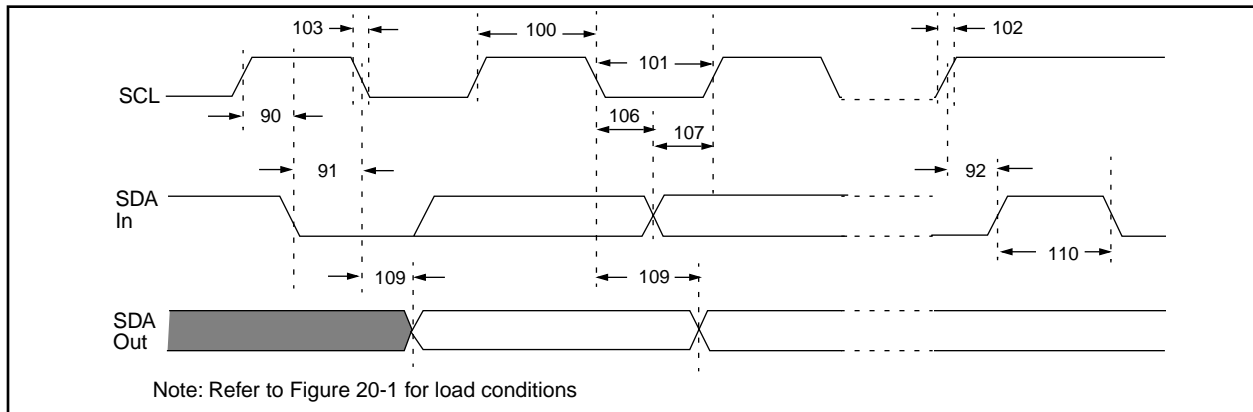 103
100
102
101
SCL
90
106
107
91
92
SDA
In
109
109
110
SDA
Out
Note: Refer to Figure 20-1 for load conditions